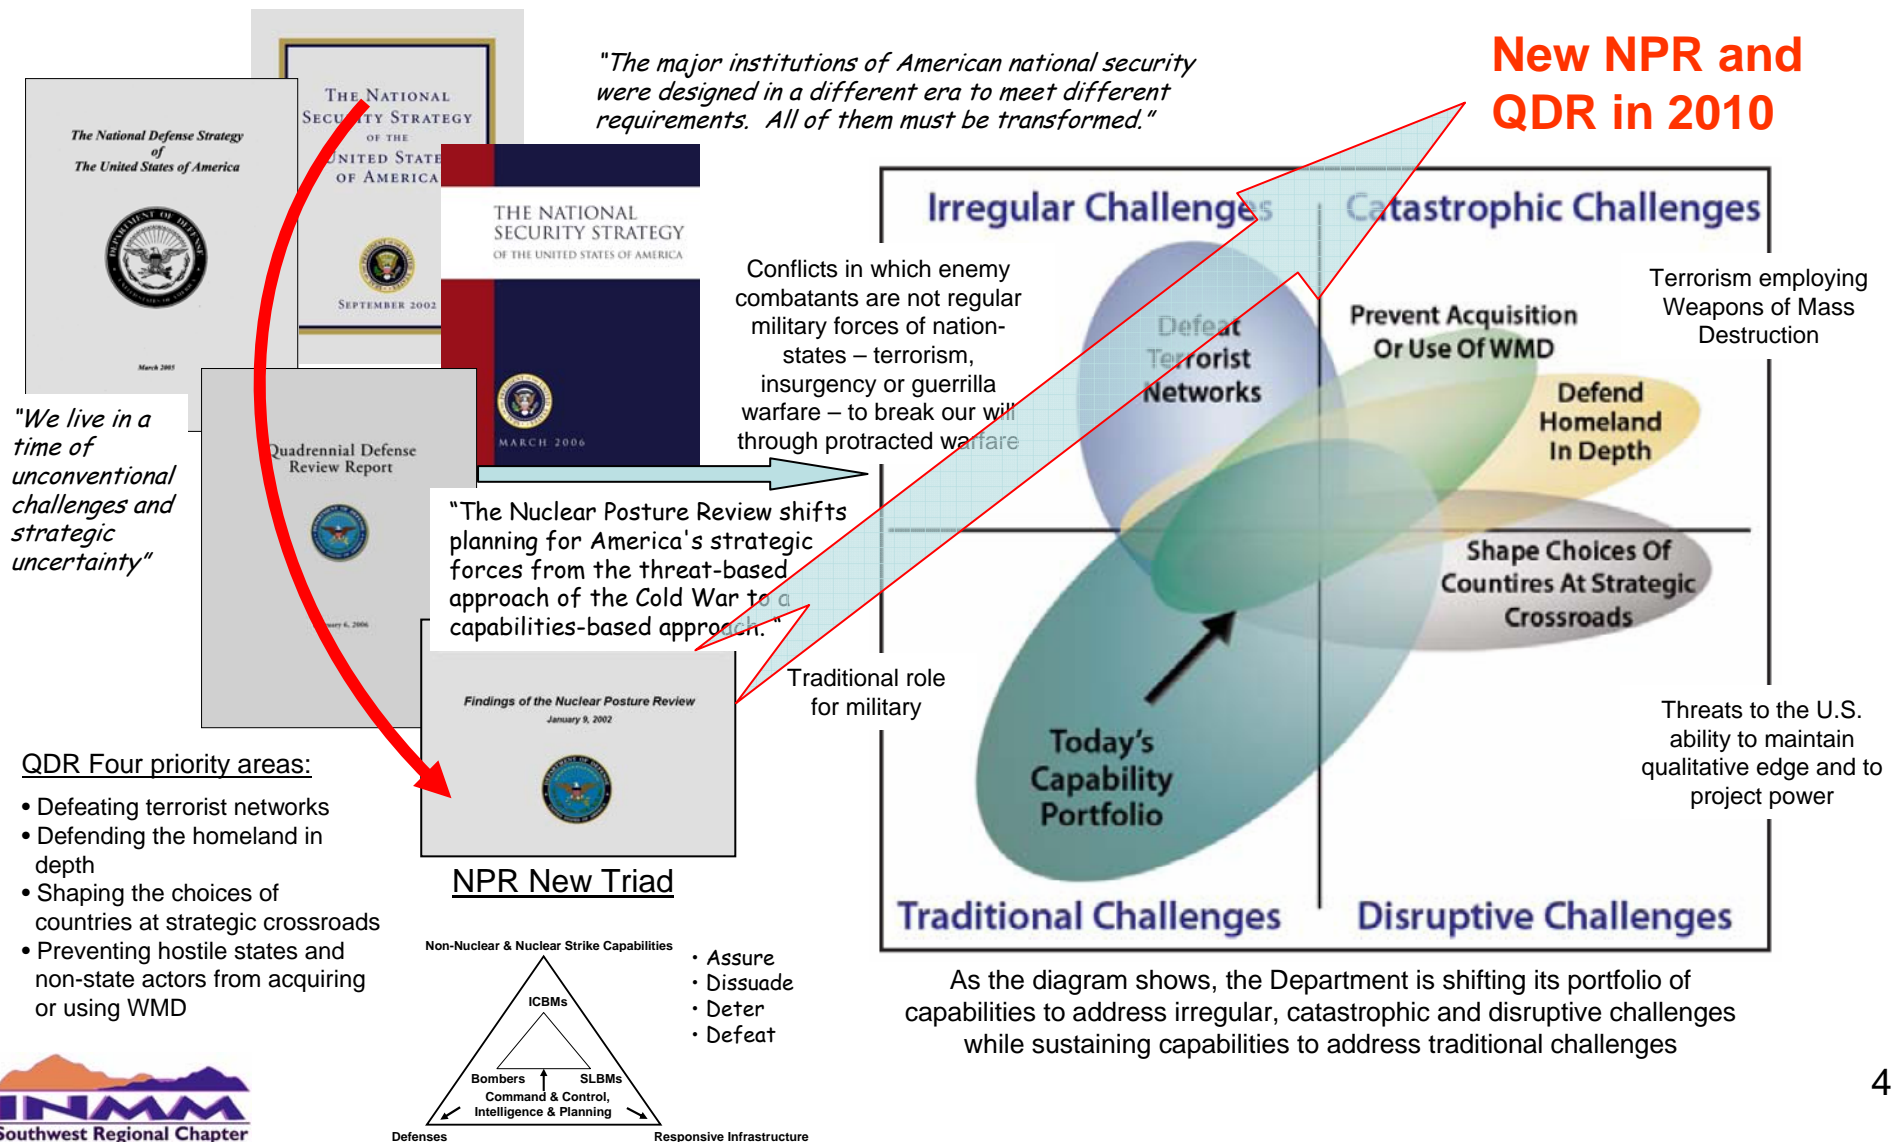 The National Defense Strategy
of
The United States of America
March 2005
THE NATIONAL
SECURITY STRATEGY
OF THE
UNITED STATE
OF AMERICA
SEPTEMBER 2002
THE NATIONAL
SECURITY STRATEGY
OF THE UNITED STATES OF AMERICA
MARCH 2006
"The major institutions of American national security
were designed in a different era to meet different
requirements.  All of them must be transformed."
New NPR and
QDR in 2010
"We live in a
time of
unconventional
challenges and
strategic
uncertainty"
Quadrennial Defense
Review Report
6, 2006
"The Nuclear Posture Review shifts
planning for America's strategic
forces from the threat-based
approach of the Cold War to a
capabilities-based approach. "
Findings of the Nuclear Posture Review
January 9, 2002
Conflicts in which enemy
combatants are not regular
military forces of nation-
states – terrorism,
insurgency or guerrilla
warfare – to break our will
through protracted warfare
Traditional role
for military
Irregular Challenges
Catastrophic Challenges
Defeat
Terrorist
Networks
Prevent Acquisition
Or Use Of WMD
Defend
Homeland
In Depth
Shape Choices Of
Countires At Strategic
Crossroads
Today's
Capability
Portfolio
Traditional Challenges
Disruptive Challenges
Terrorism employing
Weapons of Mass
Destruction
Threats to the U.S.
ability to maintain
qualitative edge and to
project power
As the diagram shows, the Department is shifting its portfolio of
capabilities to address irregular, catastrophic and disruptive challenges
while sustaining capabilities to address traditional challenges
QDR Four priority areas:
• Defeating terrorist networks
• Defending the homeland in
depth
• Shaping the choices of
countries at strategic crossroads
• Preventing hostile states and
non-state actors from acquiring
or using WMD
NPR New Triad
Non-Nuclear & Nuclear Strike Capabilities
ICBMs
Bombers
SLBMs
Command & Control,
Intelligence & Planning
Defenses
Responsive Infrastructure
• Assure
• Dissuade
• Deter
• Defeat
INMM
Southwest Regional Chapter
4